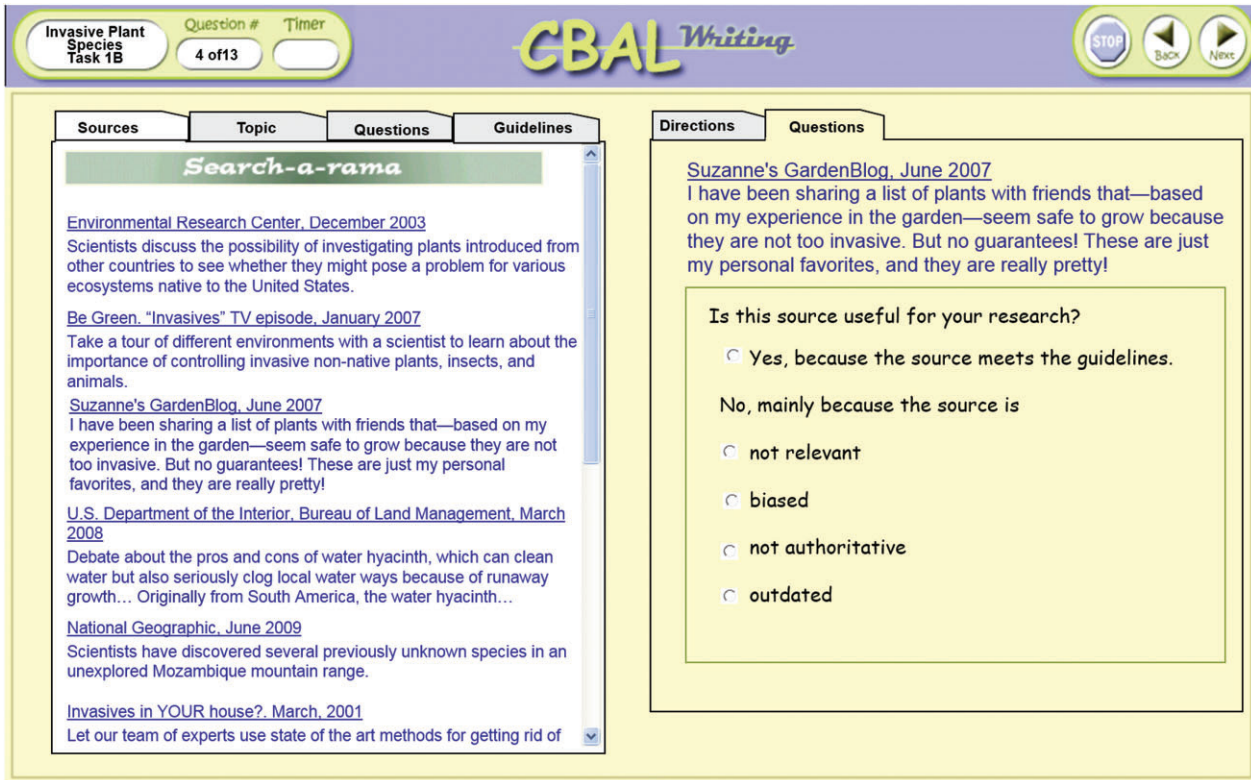 Invasive Plant
Species
Task 1B
Question #
4 of13
Timer
CBAL Writing
STOP
Back
Next
Sources
Topic
Questions
Guidelines
Search-a-rama
Environmental Research Center, December 2003
Scientists discuss the possibility of investigating plants introduced from
other countries to see whether they might pose a problem for various
ecosystems native to the United States.
Be Green. “Invasives” TV episode, January 2007
Take a tour of different environments with a scientist to learn about the
importance of controlling invasive non-native plants, insects, and
animals.
Suzanne's GardenBlog, June 2007
I have been sharing a list of plants with friends that—based on my
experience in the garden—seem safe to grow because they are not
too invasive. But no guarantees! These are just my personal
favorites, and they are really pretty!
U.S. Department of the Interior, Bureau of Land Management, March
2008
Debate about the pros and cons of water hyacinth, which can clean
water but also seriously clog local water ways because of runaway
growth… Originally from South America, the water hyacinth…
National Geographic, June 2009
Scientists have discovered several previously unknown species in an
unexplored Mozambique mountain range.
Invasives in YOUR house?. March, 2001
Let our team of experts use state of the art methods for getting rid of
Directions
Questions
Suzanne's GardenBlog, June 2007
I have been sharing a list of plants with friends that—based
on my experience in the garden—seem safe to grow because
they are not too invasive. But no guarantees! These are just
my personal favorites, and they are really pretty!
Is this source useful for your research?
Yes, because the source meets the guidelines.
No, mainly because the source is
not relevant
biased
not authoritative
outdated